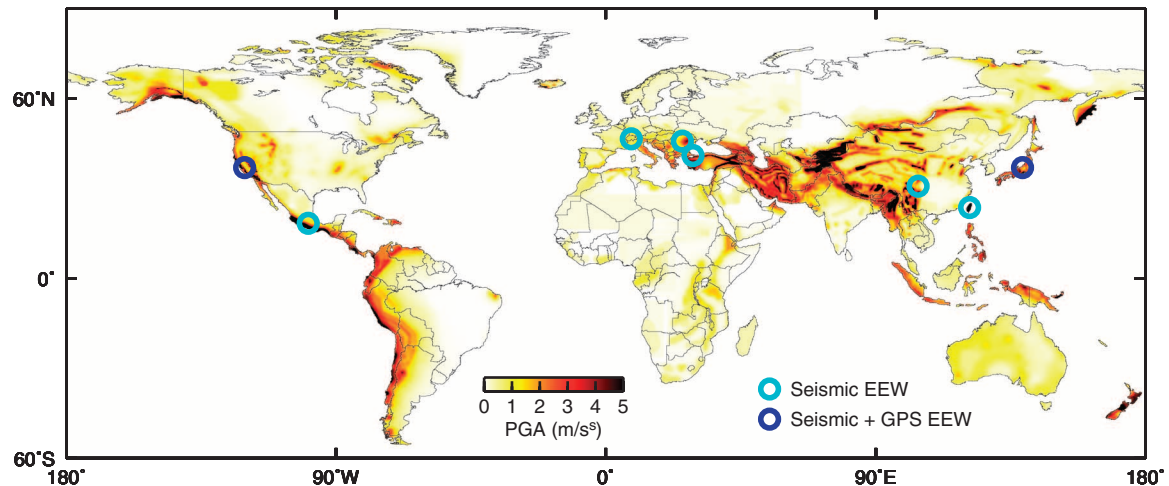 60˚N
0˚
60˚S
180˚
90˚W
0˚
90˚E
180˚
0 1 2 3 4 5
PGA (m/sˢ)
Seismic EEW
Seismic + GPS EEW